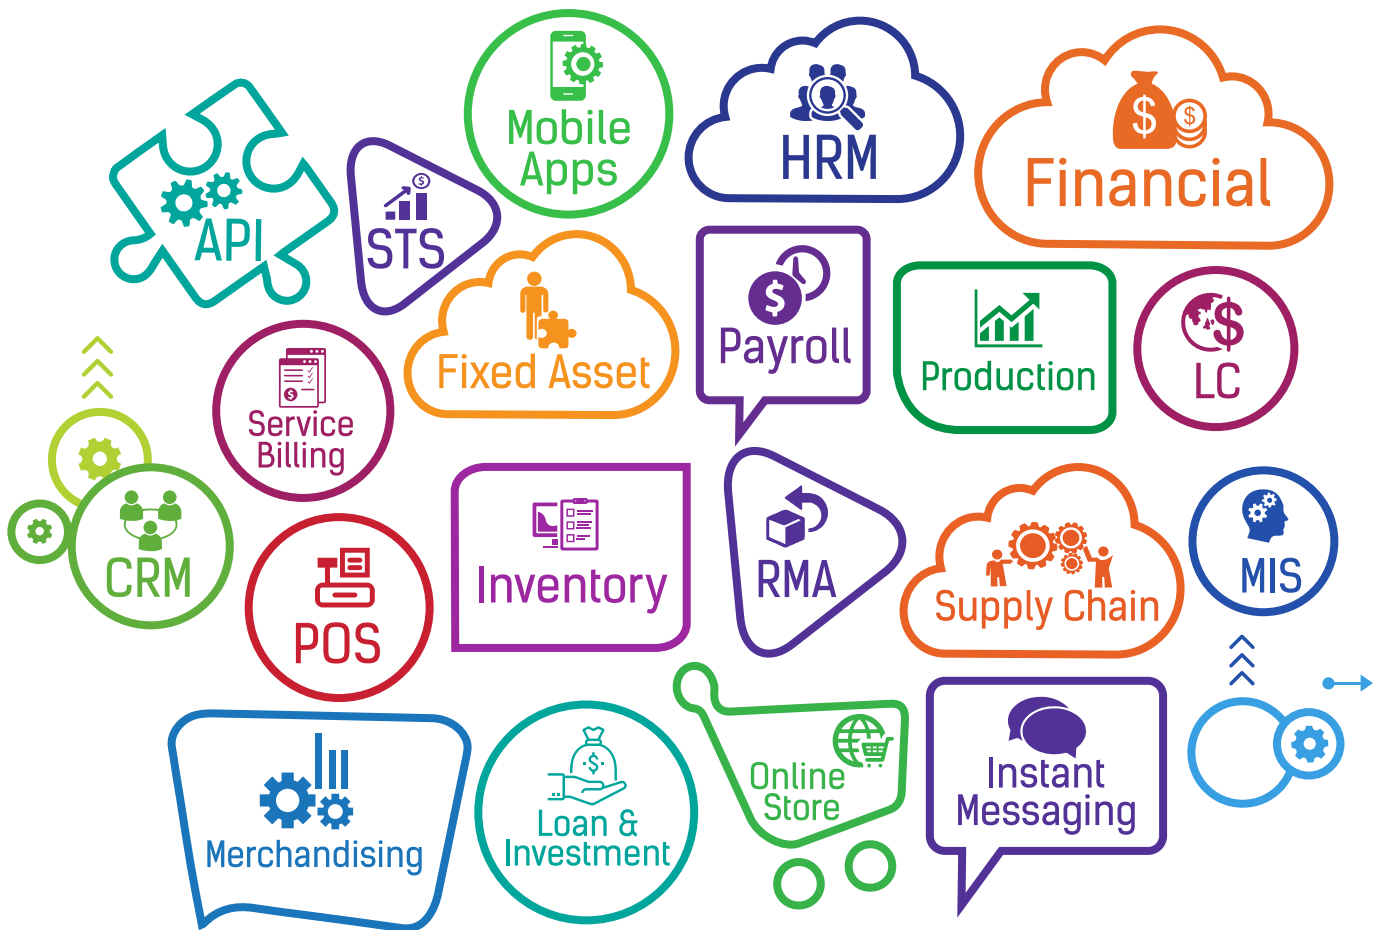 Mobile
Apps
HRM
Financial
API
STS
$
$
$
Fixed Asset
$
Payroll
Production
$
LC
$
Service
Billing
CRM
POS
Inventory
RMA
Supply Chain
MIS
Merchandising
$
Loan &
Investment
Online
Store
Instant
Messaging